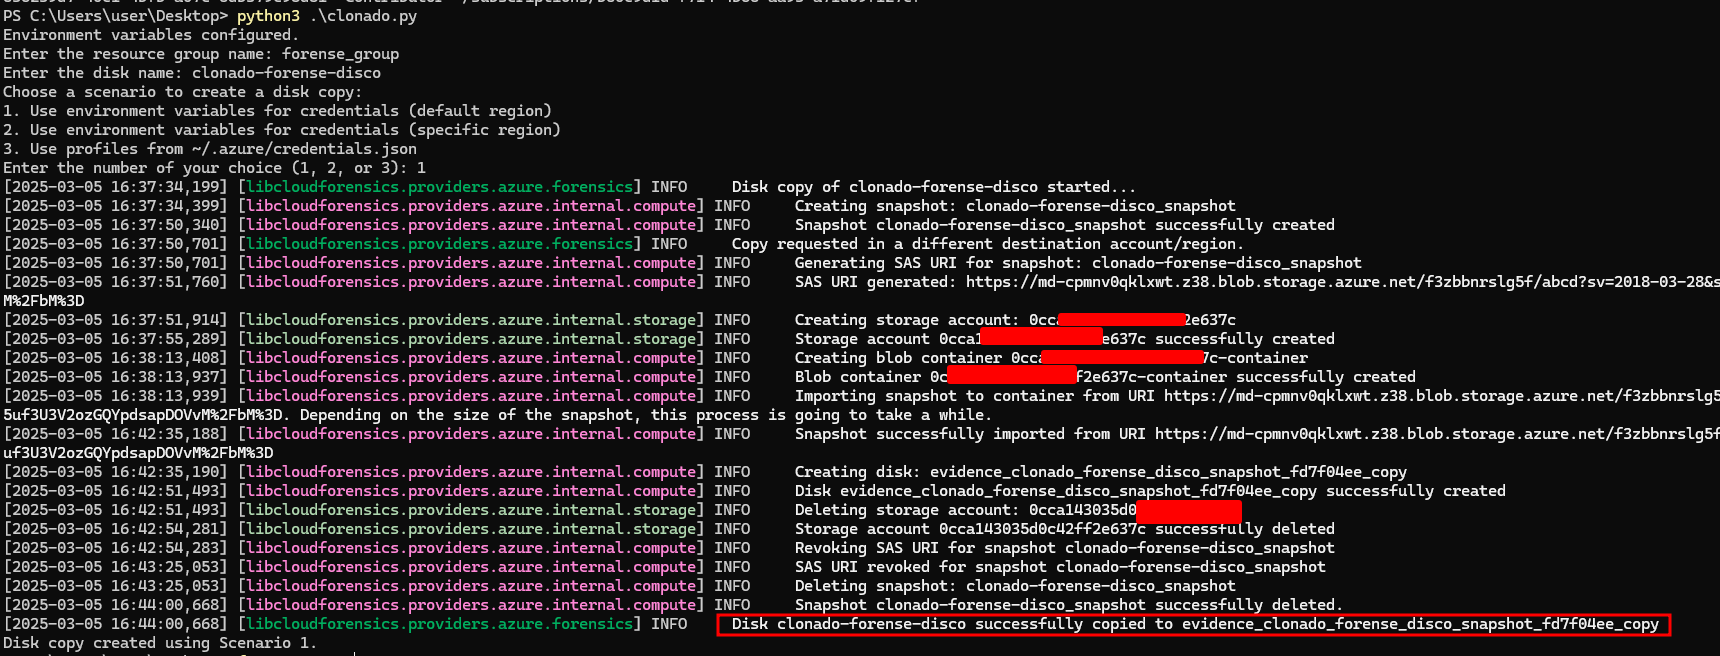 PS C:\Users\user\Desktop> python3 .\clonado.py
Environment variables configured.
Enter the resource group name: forense_group
Enter the disk name: clonado-forense-disco
Choose a scenario to create a disk copy:
1. Use environment variables for credentials (default region)
2. Use environment variables for credentials (specific region)
3. Use profiles from ~/.azure/credentials.json
Enter the number of your choice (1, 2, or 3): 1
[2025-03-05 16:37:34,199] [libcloudforensics.providers.azure.forensics] INFO Disk copy of clonado-forense-disco started...
[2025-03-05 16:37:34,399] [libcloudforensics.providers.azure.internal.compute] INFO Creating snapshot: clonado-forense-disco_snapshot
[2025-03-05 16:37:50,340] [libcloudforensics.providers.azure.internal.compute] INFO Snapshot clonado-forense-disco_snapshot successfully created
[2025-03-05 16:37:50,701] [libcloudforensics.providers.azure.forensics] INFO Copy requested in a different destination account/region.
[2025-03-05 16:37:50,701] [libcloudforensics.providers.azure.internal.compute] INFO Generating SAS URI for snapshot: clonado-forense-disco_snapshot
[2025-03-05 16:37:51,760] [libcloudforensics.providers.azure.internal.compute] INFO SAS URI generated: https://md-cpmnv0qklxwt.z38.blob.storage.azure.net/f3zbbnrslg5f/abcd?sv=2018-03-28&s
M%2FbM%3D
[2025-03-05 16:37:51,914] [libcloudforensics.providers.azure.internal.storage] INFO Creating storage account: 0cca 2e637c
[2025-03-05 16:37:55,289] [libcloudforensics.providers.azure.internal.storage] INFO Storage account 0cca1 e637c successfully created
[2025-03-05 16:38:13,408] [libcloudforensics.providers.azure.internal.compute] INFO Creating blob container 0cca 7c-container
[2025-03-05 16:38:13,937] [libcloudforensics.providers.azure.internal.compute] INFO Blob container 0c f2e637c-container successfully created
[2025-03-05 16:38:13,939] [libcloudforensics.providers.azure.internal.compute] INFO Importing snapshot to container from URI https://md-cpmnv0qklxwt.z38.blob.storage.azure.net/f3zbbnrslg5
5uf3U3V2ozGQYpdsapDOVvM%2FbM%3D. Depending on the size of the snapshot, this process is going to take a while.
[2025-03-05 16:42:35,188] [libcloudforensics.providers.azure.internal.compute] INFO Snapshot successfully imported from URI https://md-cpmnv0qklxwt.z38.blob.storage.azure.net/f3zbbnrslg5f
uf3U3V2ozGQYpdsapDOVvM%2FbM%3D
[2025-03-05 16:42:35,190] [libcloudforensics.providers.azure.internal.compute] INFO Creating disk: evidence_clonado_forense_disco_snapshot_fd7f04ee_copy
[2025-03-05 16:42:51,493] [libcloudforensics.providers.azure.internal.compute] INFO Disk evidence_clonado_forense_disco_snapshot_fd7f04ee_copy successfully created
[2025-03-05 16:42:51,493] [libcloudforensics.providers.azure.internal.storage] INFO Deleting storage account: 0cca143035d0
[2025-03-05 16:42:54,281] [libcloudforensics.providers.azure.internal.storage] INFO Storage account 0cca143035d0c42ff2e637c successfully deleted
[2025-03-05 16:42:54,283] [libcloudforensics.providers.azure.internal.compute] INFO Revoking SAS URI for snapshot clonado-forense-disco_snapshot
[2025-03-05 16:43:25,053] [libcloudforensics.providers.azure.internal.compute] INFO SAS URI revoked for snapshot clonado-forense-disco_snapshot
[2025-03-05 16:43:25,053] [libcloudforensics.providers.azure.internal.compute] INFO Deleting snapshot: clonado-forense-disco_snapshot
[2025-03-05 16:44:00,668] [libcloudforensics.providers.azure.internal.compute] INFO Snapshot clonado-forense-disco_snapshot successfully deleted.
[2025-03-05 16:44:00,668] [libcloudforensics.providers.azure.forensics] INFO Disk clonado-forense-disco successfully copied to evidence_clonado_forense_disco_snapshot_fd7f04ee_copy
Disk copy created using Scenario 1.